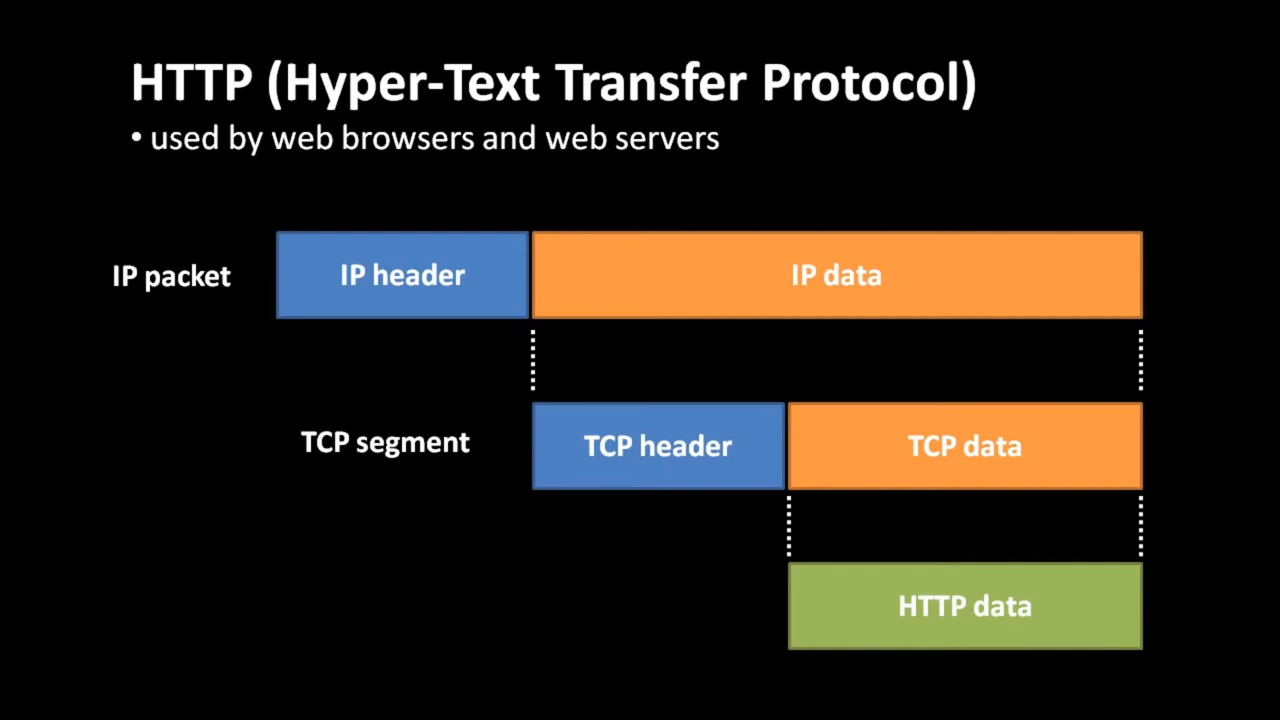 HTTP (Hyper-Text Transfer Protocol)
• used by web browsers and web servers
IP packet IP header IP data
TCP segment TCP header TCP data
HTTP data